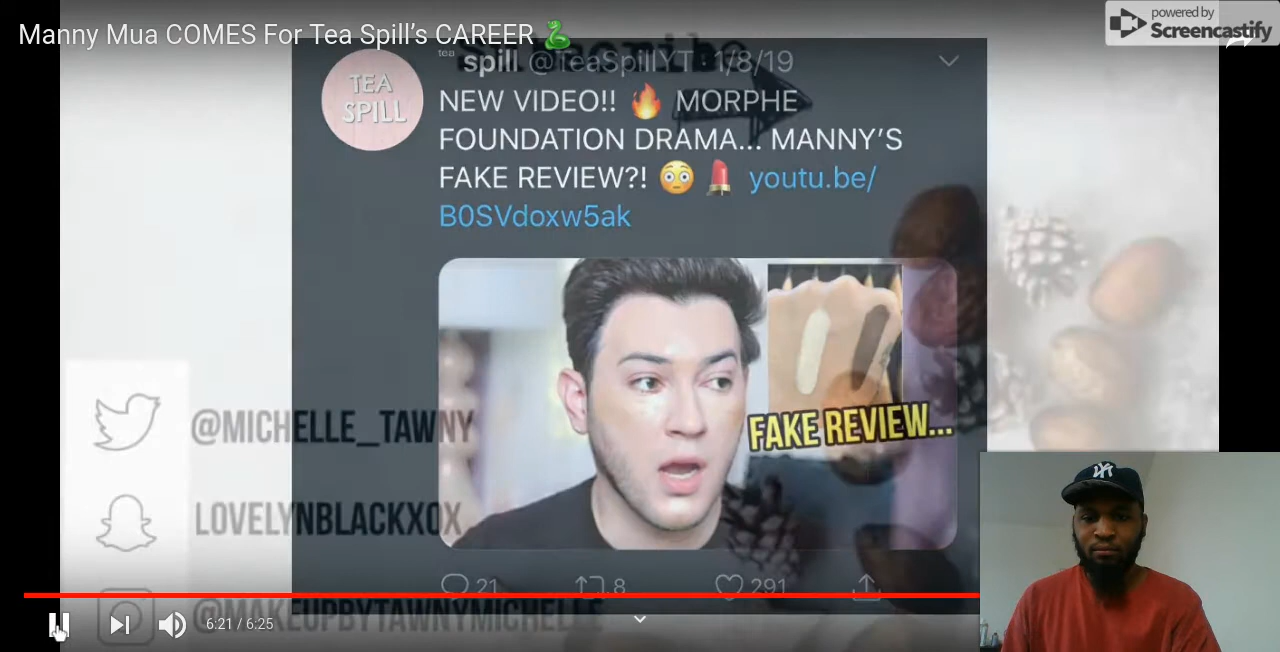 Manny Mua COMES For Tea Spill’s CAREER 🐍
powered by
Screencastify
TEA
SPILL
tea spill @TeaSpillYT · 1/8/19
NEW VIDEO!! 🔥 MORPHE
FOUNDATION DRAMA... MANNY’S
FAKE REVIEW?! 😳 💄 youtu.be/
B0SVdoxw5ak
FAKE REVIEW...
@MICHELLE_TAWNY
LOVELYNBLACKXOX
21 8 291
@MAKEUPBYTAWNYMICHELLE
6:21 / 6:25